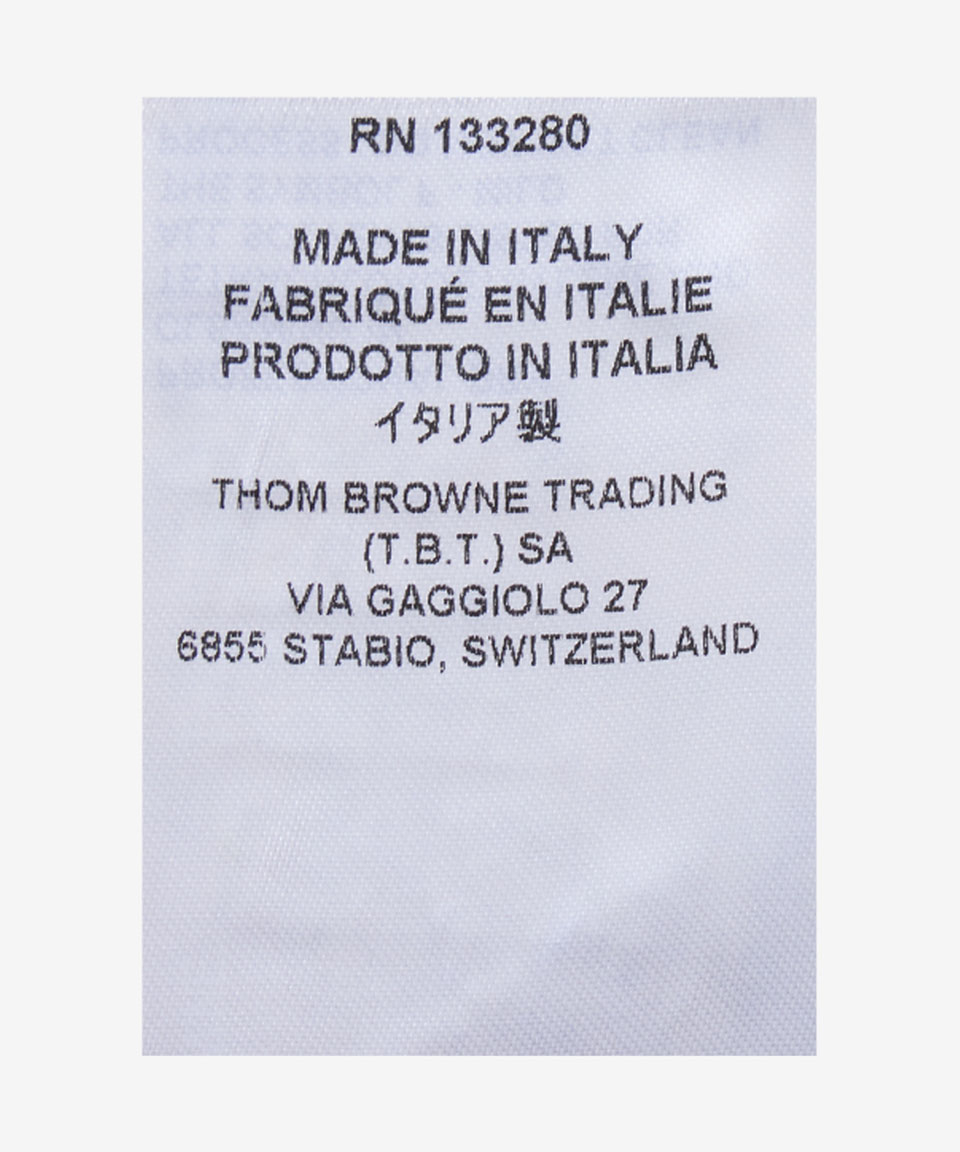 RN 133280
MADE IN ITALY
FABRIQUÉ EN ITALIE
PRODOTTO IN ITALIA
イタリア製
THOM BROWNE TRADING
(T.B.T.) SA
VIA GAGGIOLO 27
6855 STABIO, SWITZERLAND